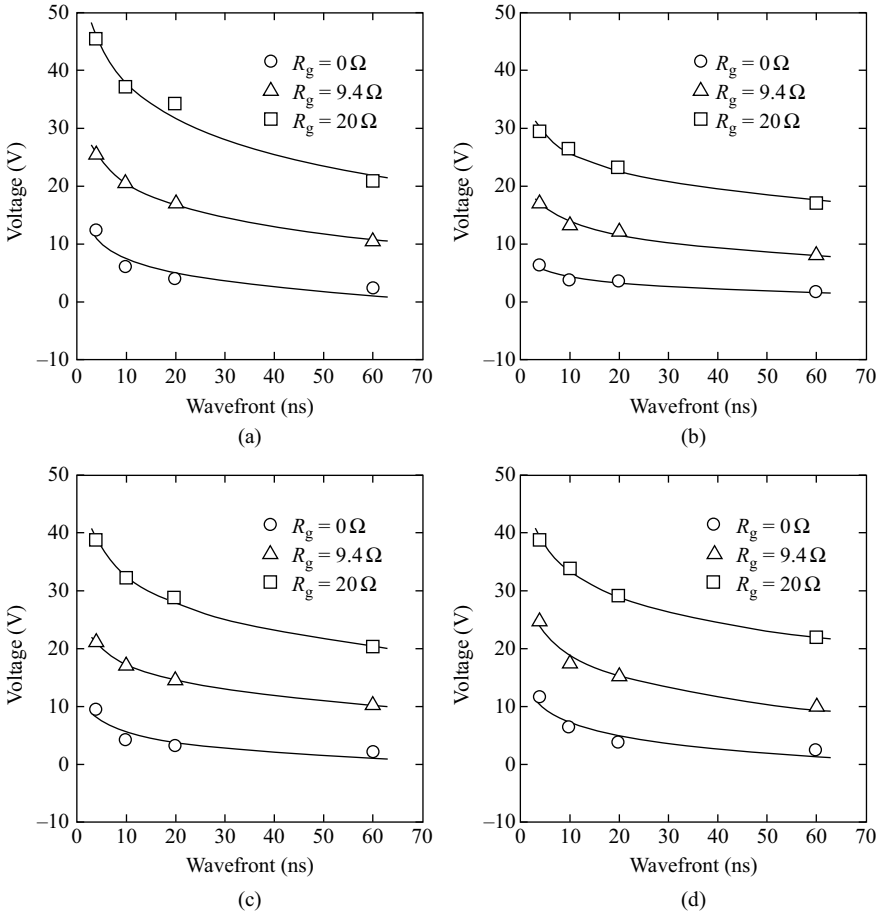 50
40
30
20
10
0
–10
Voltage (V)
R_g = 0 Ω
R_g = 9.4 Ω
R_g = 20 Ω
0 10 20 30 40 50 60 70
Wavefront (ns)
(a)
50
40
30
20
10
0
–10
Voltage (V)
R_g = 0 Ω
R_g = 9.4 Ω
R_g = 20 Ω
0 10 20 30 40 50 60 70
Wavefront (ns)
(b)
50
40
30
20
10
0
–10
Voltage (V)
R_g = 0 Ω
R_g = 9.4 Ω
R_g = 20 Ω
0 10 20 30 40 50 60 70
Wavefront (ns)
(c)
50
40
30
20
10
0
–10
Voltage (V)
R_g = 0 Ω
R_g = 9.4 Ω
R_g = 20 Ω
0 10 20 30 40 50 60 70
Wavefront (ns)
(d)